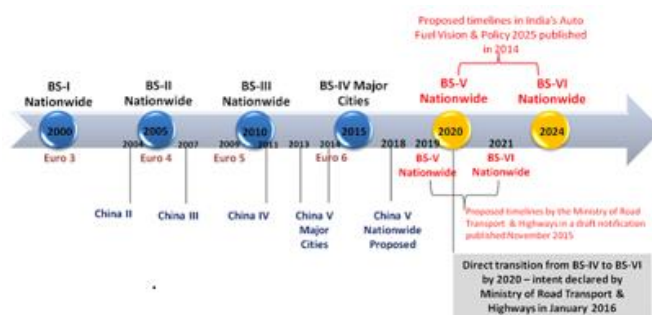 Proposed timelines in India's Auto
Fuel Vision & Policy 2025 published
in 2014
BS-I
Nationwide
BS-II
Nationwide
BS-III
Nationwide
BS-IV Major
Cities
BS-V
Nationwide
BS-VI
Nationwide
2000
2005
2010
2015
2020
2024
2004
2007
2009
2011
2013
2014
2018
2019
2021
Euro 3
Euro 4
Euro 5
Euro 6
BS-V
Nationwide
BS-VI
Nationwide
China II
China III
China IV
China V
Major
Cities
China V
Nationwide
Proposed
Proposed timelines by the Ministry of Road
Transport & Highways in a draft notification
published November 2015
Direct transition from BS-IV to BS-VI
by 2020 – intent declared by
Ministry of Road Transport &
Highways in January 2016